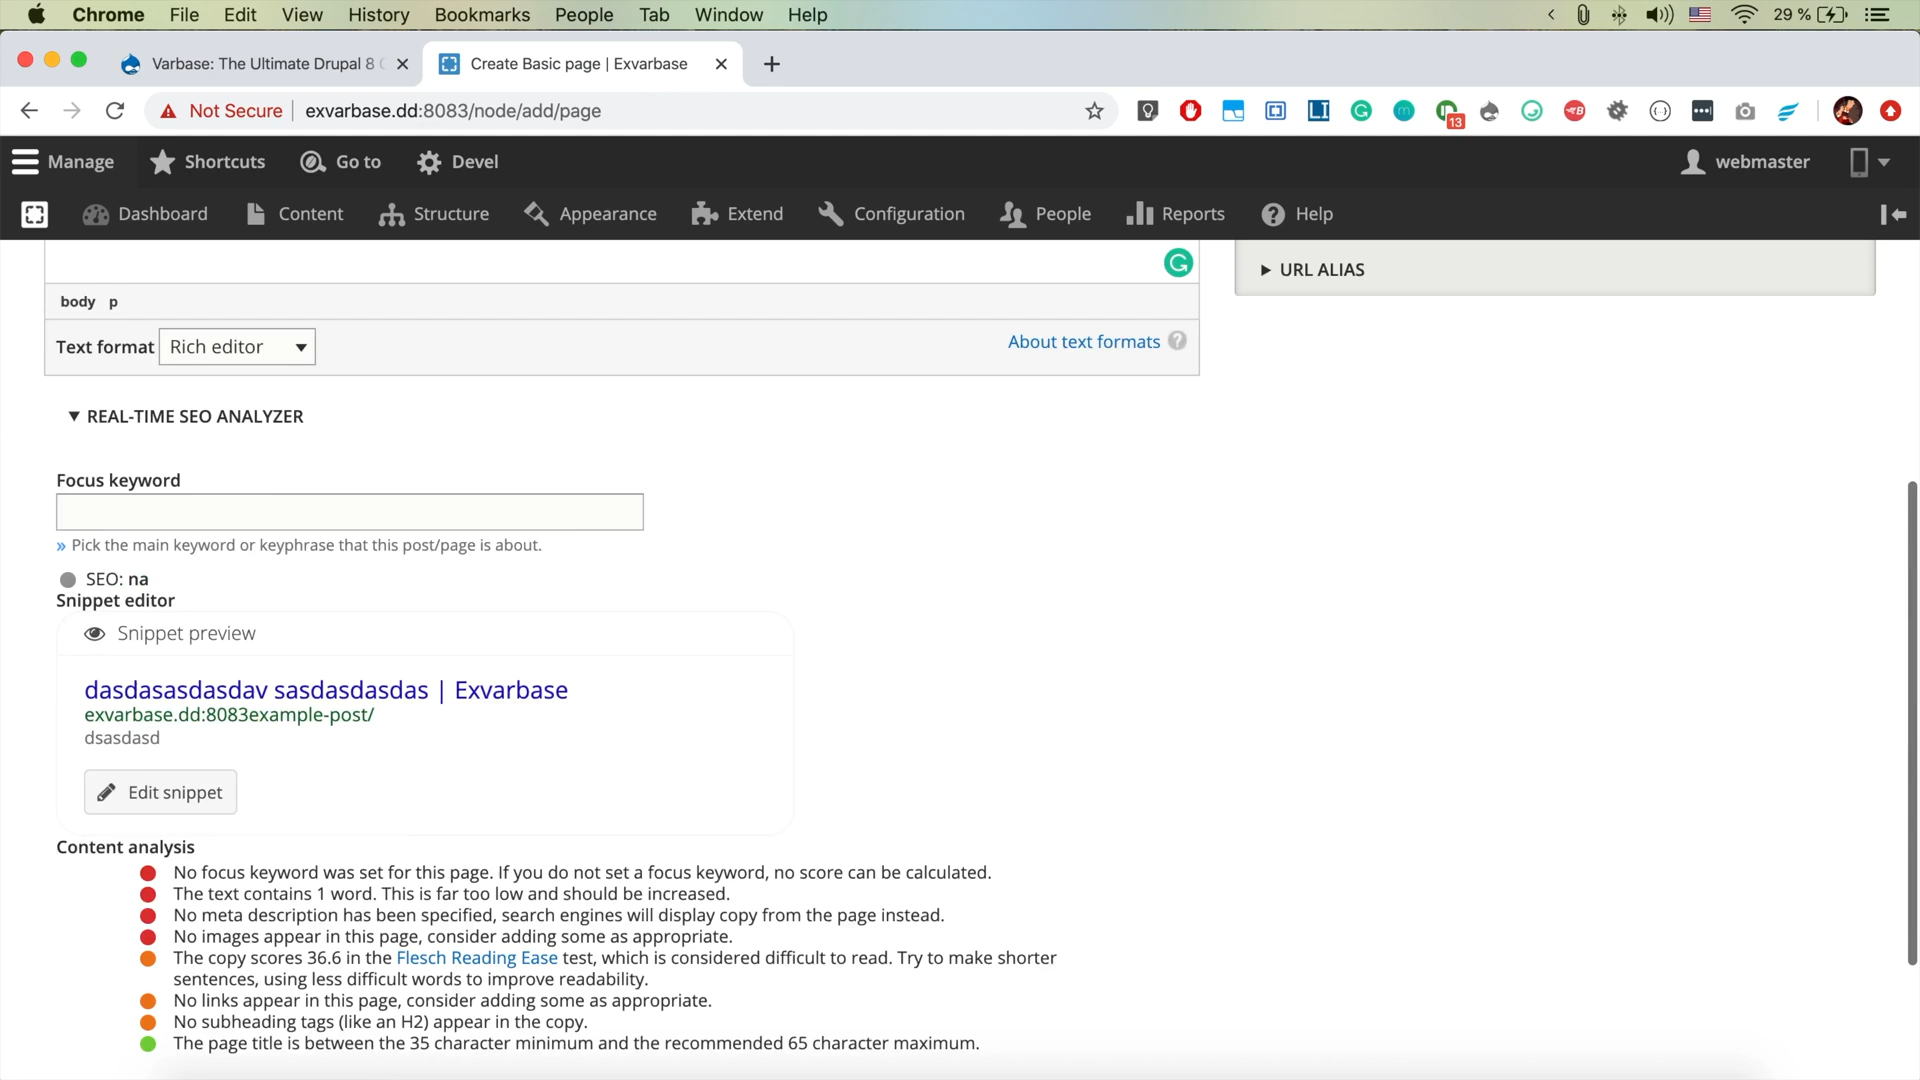 Chrome File Edit View History Bookmarks People Tab Window Help 29 %
Varbase: The Ultimate Drupal 8
Create Basic page | Exvarbase
Not Secure exvarbase.dd:8083/node/add/page
13
Manage Shortcuts Go to Devel webmaster
Dashboard Content Structure Appearance Extend Configuration People Reports Help
URL ALIAS
body p
Text format Rich editor About text formats ?
REAL-TIME SEO ANALYZER
Focus keyword
» Pick the main keyword or keyphrase that this post/page is about.
SEO: na
Snippet editor
Snippet preview
dasdasasdasdav sasdasdasdas | Exvarbase
exvarbase.dd:8083example-post/
dsasdasd
Edit snippet
Content analysis
No focus keyword was set for this page. If you do not set a focus keyword, no score can be calculated.
The text contains 1 word. This is far too low and should be increased.
No meta description has been specified, search engines will display copy from the page instead.
No images appear in this page, consider adding some as appropriate.
The copy scores 36.6 in the Flesch Reading Ease test, which is considered difficult to read. Try to make shorter
sentences, using less difficult words to improve readability.
No links appear in this page, consider adding some as appropriate.
No subheading tags (like an H2) appear in the copy.
The page title is between the 35 character minimum and the recommended 65 character maximum.